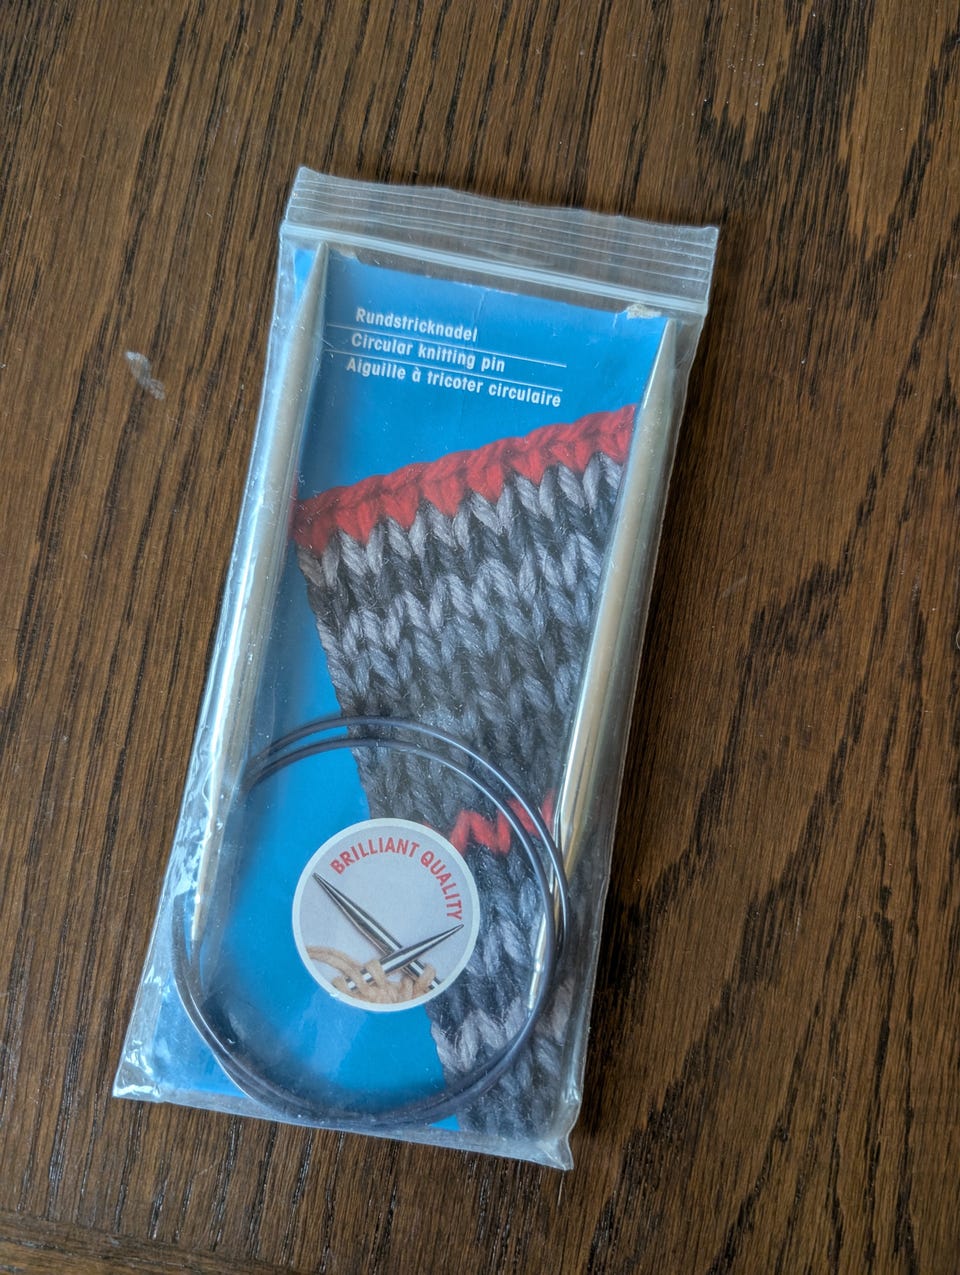 Rundstricknadel
Circular knitting pin
Aiguille à tricoter circulaire
BRILLIANT QUALITY